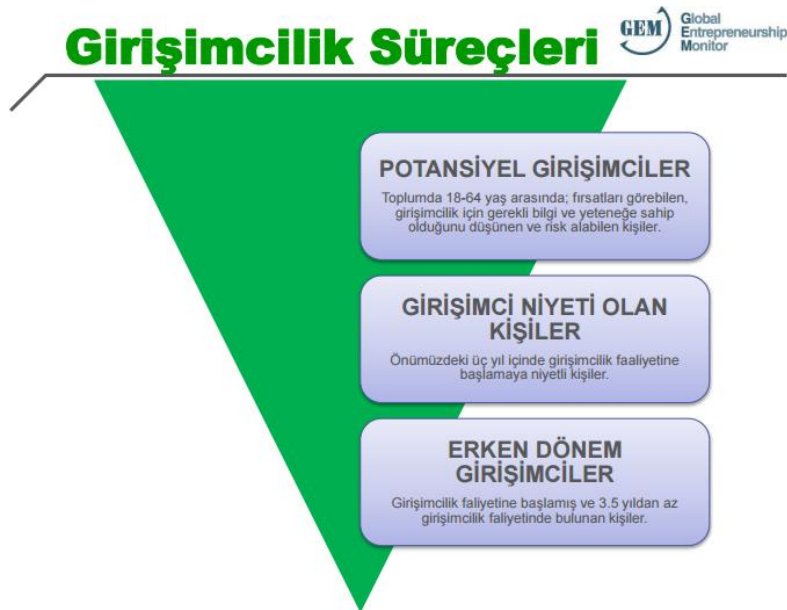 Girişimcilik Süreçleri
GEM Global
Entrepreneurship
Monitor
POTANSİYEL GİRİŞİMCİLER
Toplumda 18-64 yaş arasında; fırsatları görebilen,
girişimcilik için gerekli bilgi ve yeteneğe sahip
olduğunu düşünen ve risk alabilen kişiler.
GİRİŞİMCİ NİYETİ OLAN
KİŞİLER
Önümüzdeki üç yıl içinde girişimcilik faaliyetine
başlamaya niyetli kişiler.
ERKEN DÖNEM
GİRİŞİMCİLER
Girişimcilik faliyetine başlamış ve 3.5 yıldan az
girişimcilik faliyetinde bulunan kişiler.